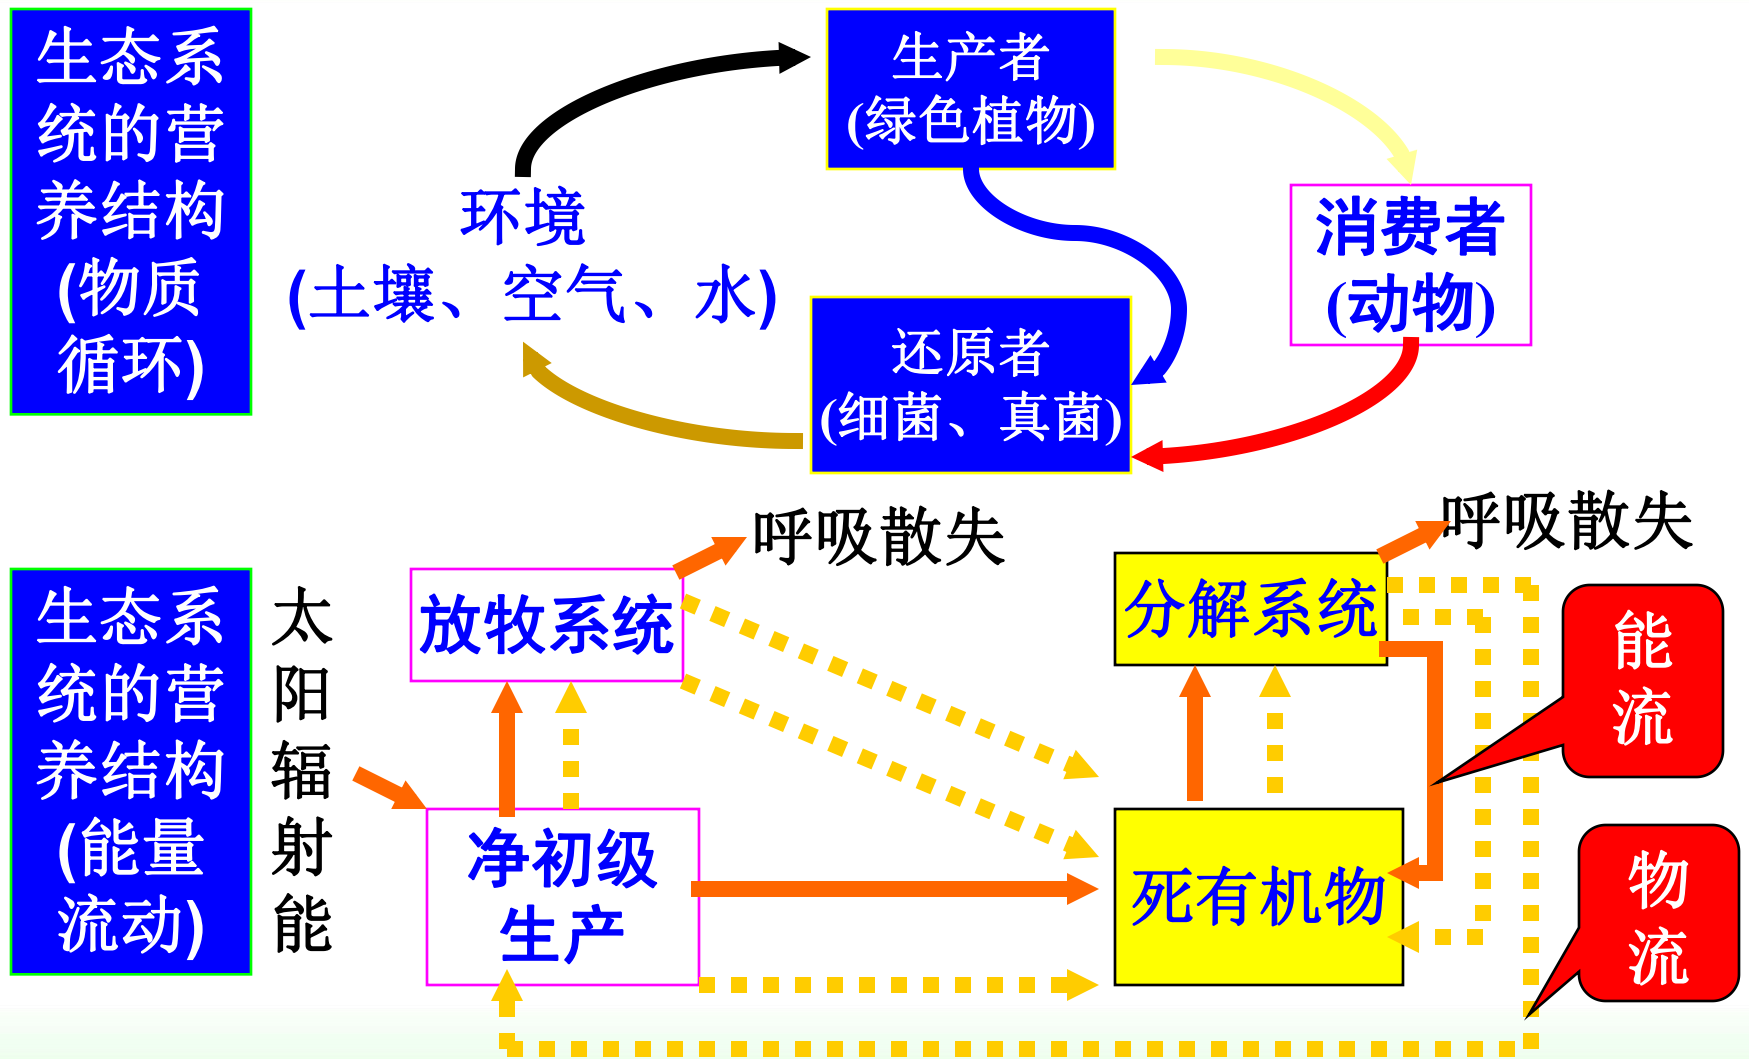 生态系
统的营
养结构
(物质
循环)
生产者
(绿色植物)
环境
(土壤、空气、水)
消费者
(动物)
还原者
(细菌、真菌)
呼吸散失
呼吸散失
生态系
统的营
养结构
(能量
流动)
太
阳
辐
射
能
放牧系统
分解系统
能
流
净初级
生产
死有机物
物
流